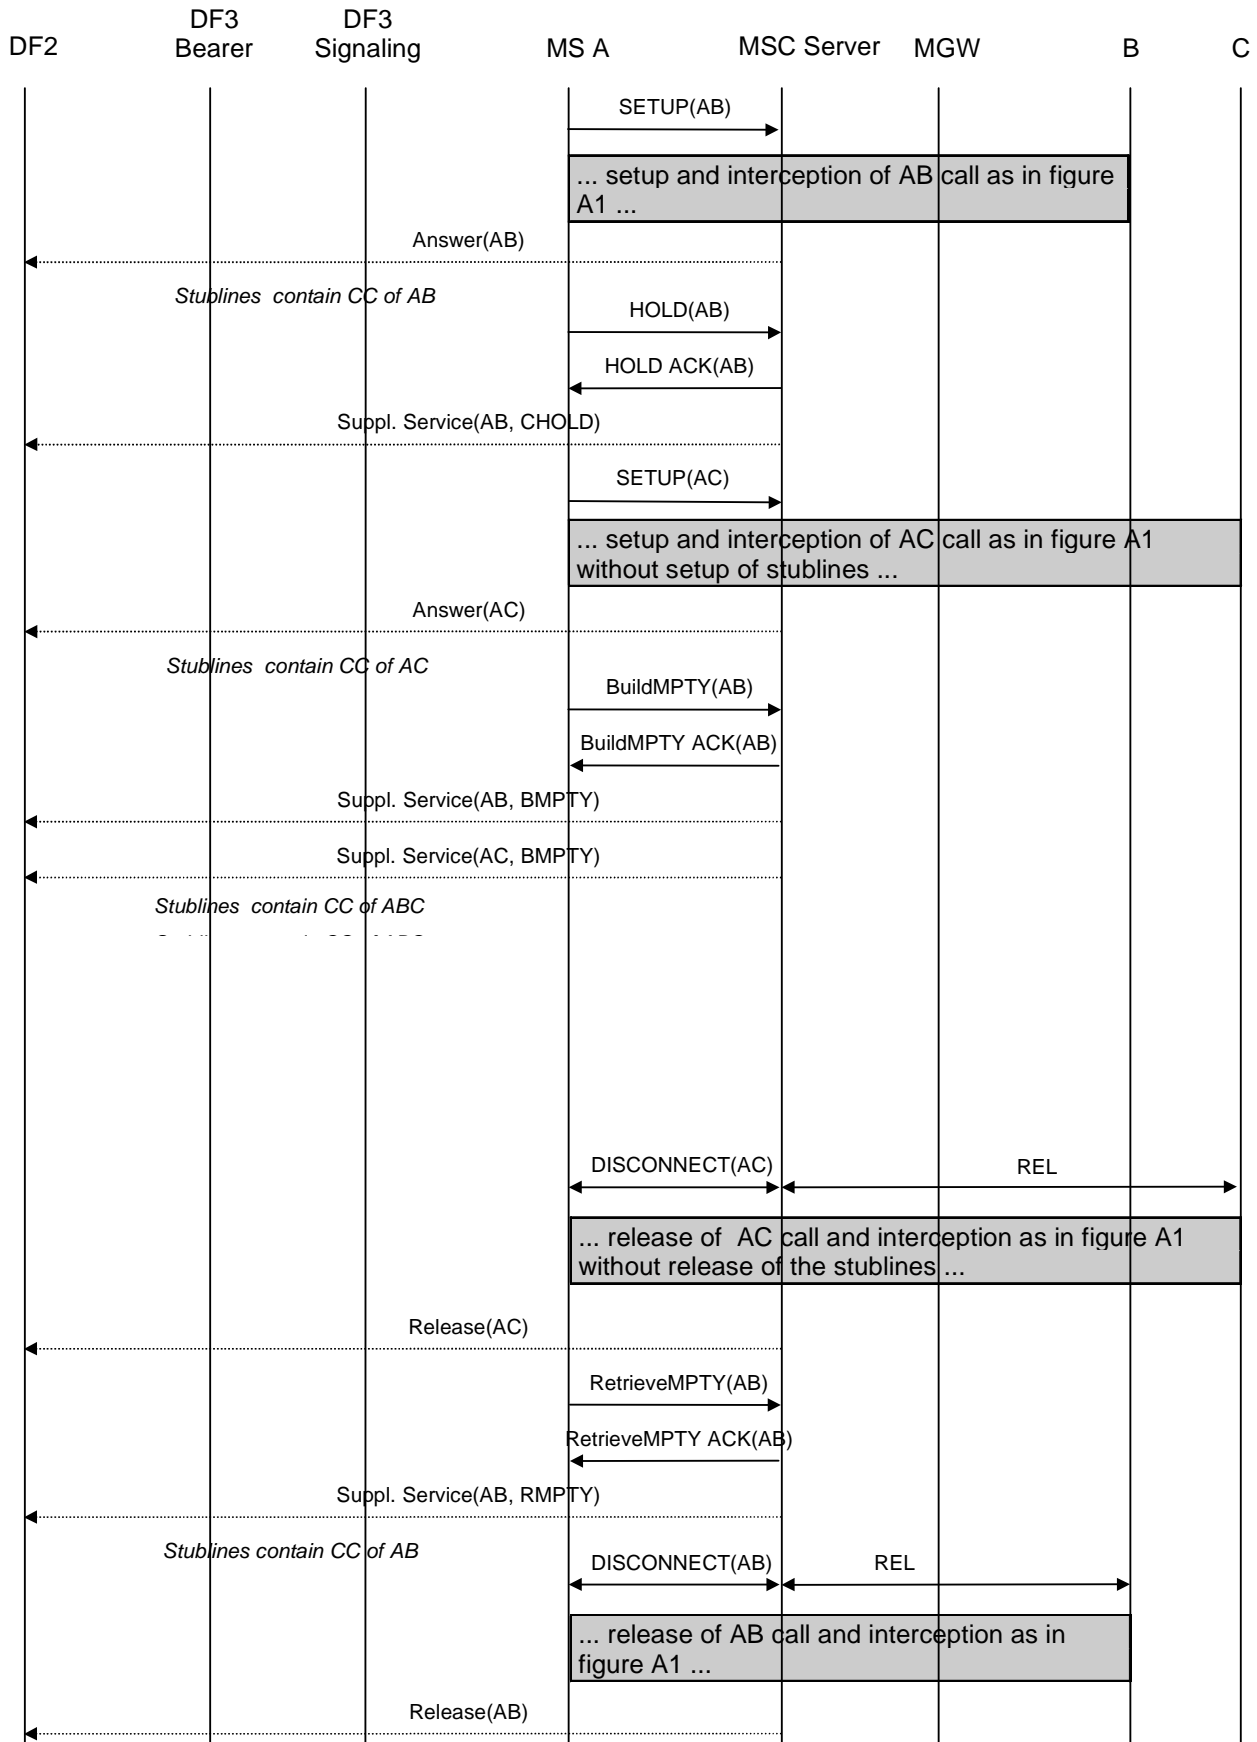 DF2
DF3
Bearer
DF3
Signaling
MS A
MSC Server
MGW
B
C
SETUP(AB)
... setup and interception of AB call as in figure
A1 ...
Answer(AB)
Stublines contain CC of AB
HOLD(AB)
HOLD ACK(AB)
Suppl. Service(AB, CHOLD)
SETUP(AC)
... setup and interception of AC call as in figure A1
without setup of stublines ...
Answer(AC)
Stublines contain CC of AC
BuildMPTY(AB)
BuildMPTY ACK(AB)
Suppl. Service(AB, BMPTY)
Suppl. Service(AC, BMPTY)
Stublines contain CC of ABC
DISCONNECT(AC)
REL
... release of AC call and interception as in figure A1
without release of the stublines ...
Release(AC)
RetrieveMPTY(AB)
RetrieveMPTY ACK(AB)
Suppl. Service(AB, RMPTY)
Stublines contain CC of AB
DISCONNECT(AB)
REL
... release of AB call and interception as in
figure A1 ...
Release(AB)